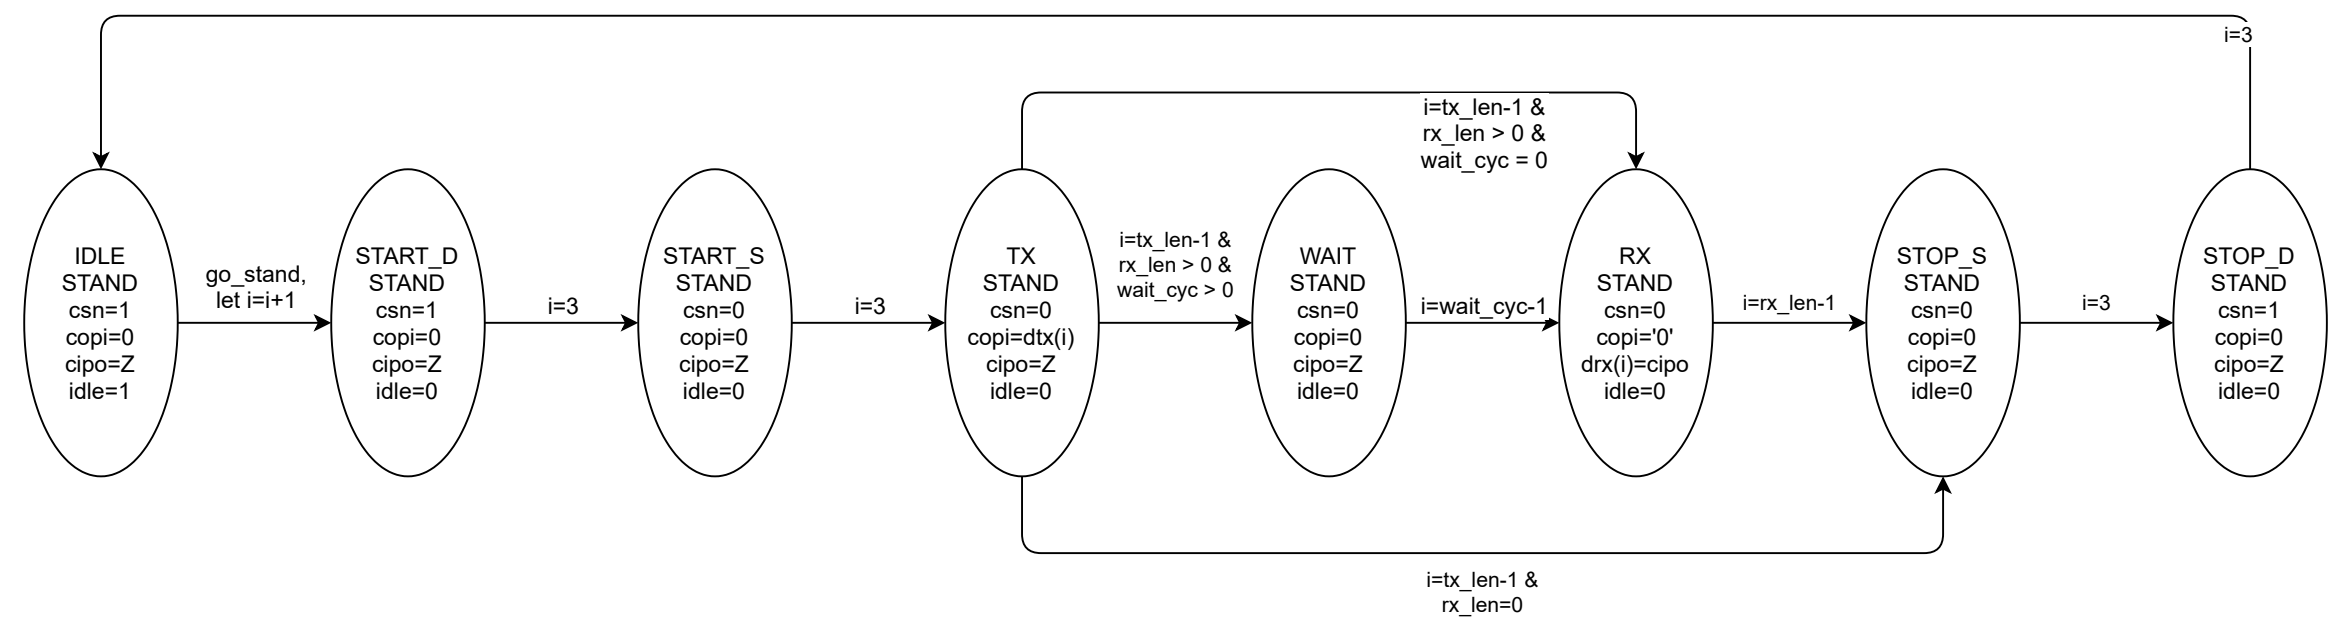 i=3
i=tx_len-1 &
rx_len > 0 &
wait_cyc = 0
IDLE
STAND
csn=1
copi=0
cipo=Z
idle=1
go_stand,
let i=i+1
START_D
STAND
csn=1
copi=0
cipo=Z
idle=0
i=3
START_S
STAND
csn=0
copi=0
cipo=Z
idle=0
i=3
TX
STAND
csn=0
copi=dtx(i)
cipo=Z
idle=0
i=tx_len-1 &
rx_len > 0 &
wait_cyc > 0
WAIT
STAND
csn=0
copi=0
cipo=Z
idle=0
i=wait_cyc-1
RX
STAND
csn=0
copi='0'
drx(i)=cipo
idle=0
i=rx_len-1
STOP_S
STAND
csn=0
copi=0
cipo=Z
idle=0
i=3
STOP_D
STAND
csn=1
copi=0
cipo=Z
idle=0
i=tx_len-1 &
rx_len=0